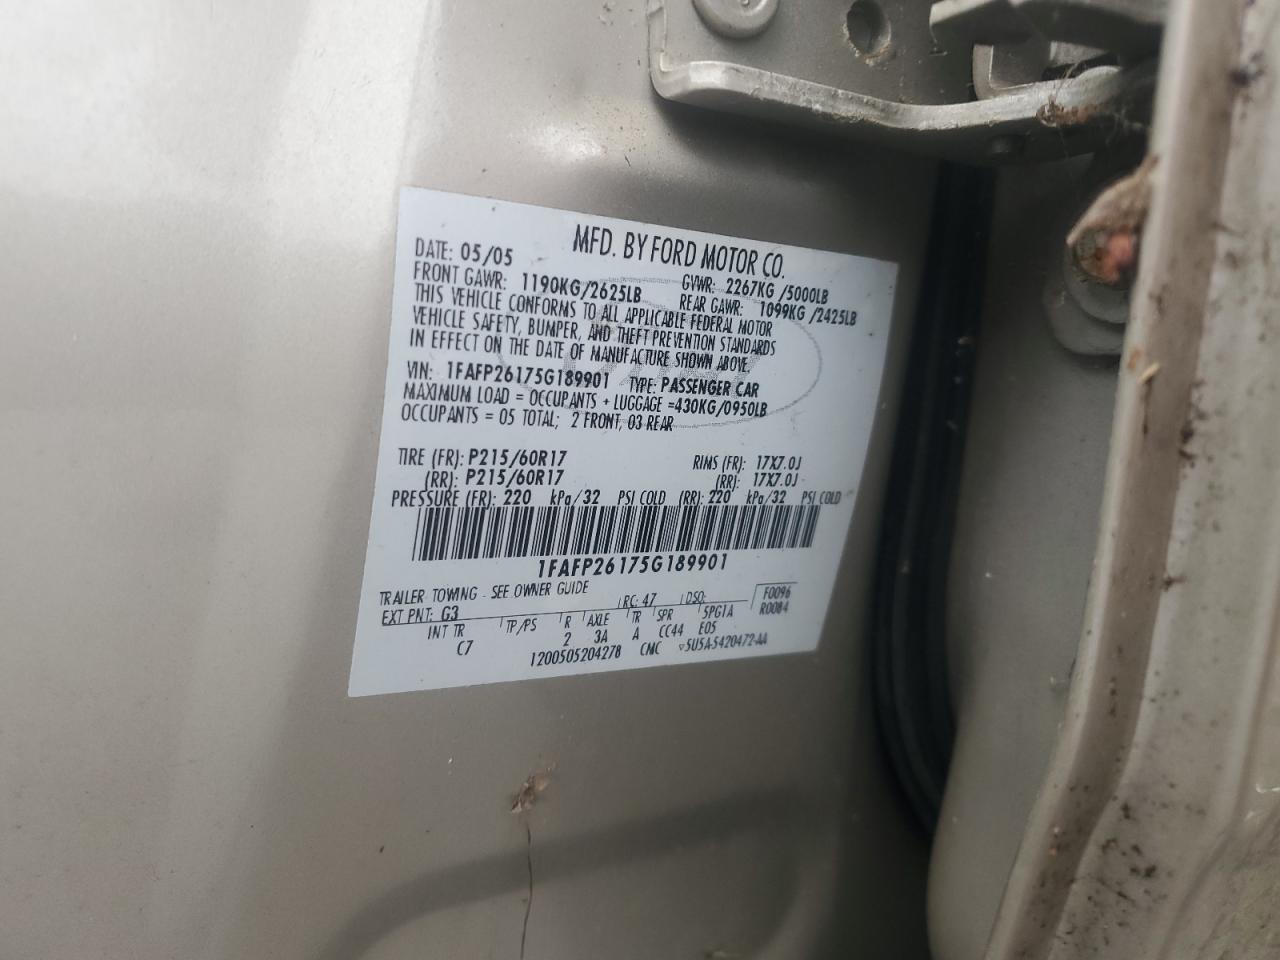 MFD. BY FORD MOTOR CO.
DATE: 05/05 GVWR: 2267KG /5000LB
FRONT GAWR: 1190KG/2625LB REAR GAWR: 1099KG /2425LB
THIS VEHICLE CONFORMS TO ALL APPLICABLE FEDERAL MOTOR
VEHICLE SAFETY, BUMPER, AND THEFT PREVENTION STANDARDS
IN EFFECT ON THE DATE OF MANUFACTURE SHOWN ABOVE.
VIN: 1FAFP26175G189901 TYPE: PASSENGER CAR
MAXIMUM LOAD = OCCUPANTS + LUGGAGE =430KG/0950LB
OCCUPANTS = 05 TOTAL; 2 FRONT, 03 REAR
TIRE (FR): P215/60R17 RIMS (FR): 17X7.0J
(RR): P215/60R17 (RR): 17X7.0J
PRESSURE (FR): 220 kPa/32 PSI COLD (RR): 220 kPa/32 PSI COLD
1FAFP26175G189901
TRAILER TOWING - SEE OWNER GUIDE
EXT PNT: G3 RC: 47 DSO: F0096
R0084
INT TR TP/PS R AXLE TR SPR 5PG1A
C7 2 3A A CC44 E05
1200505204278 CMC ▽5U5A-5420472-AA